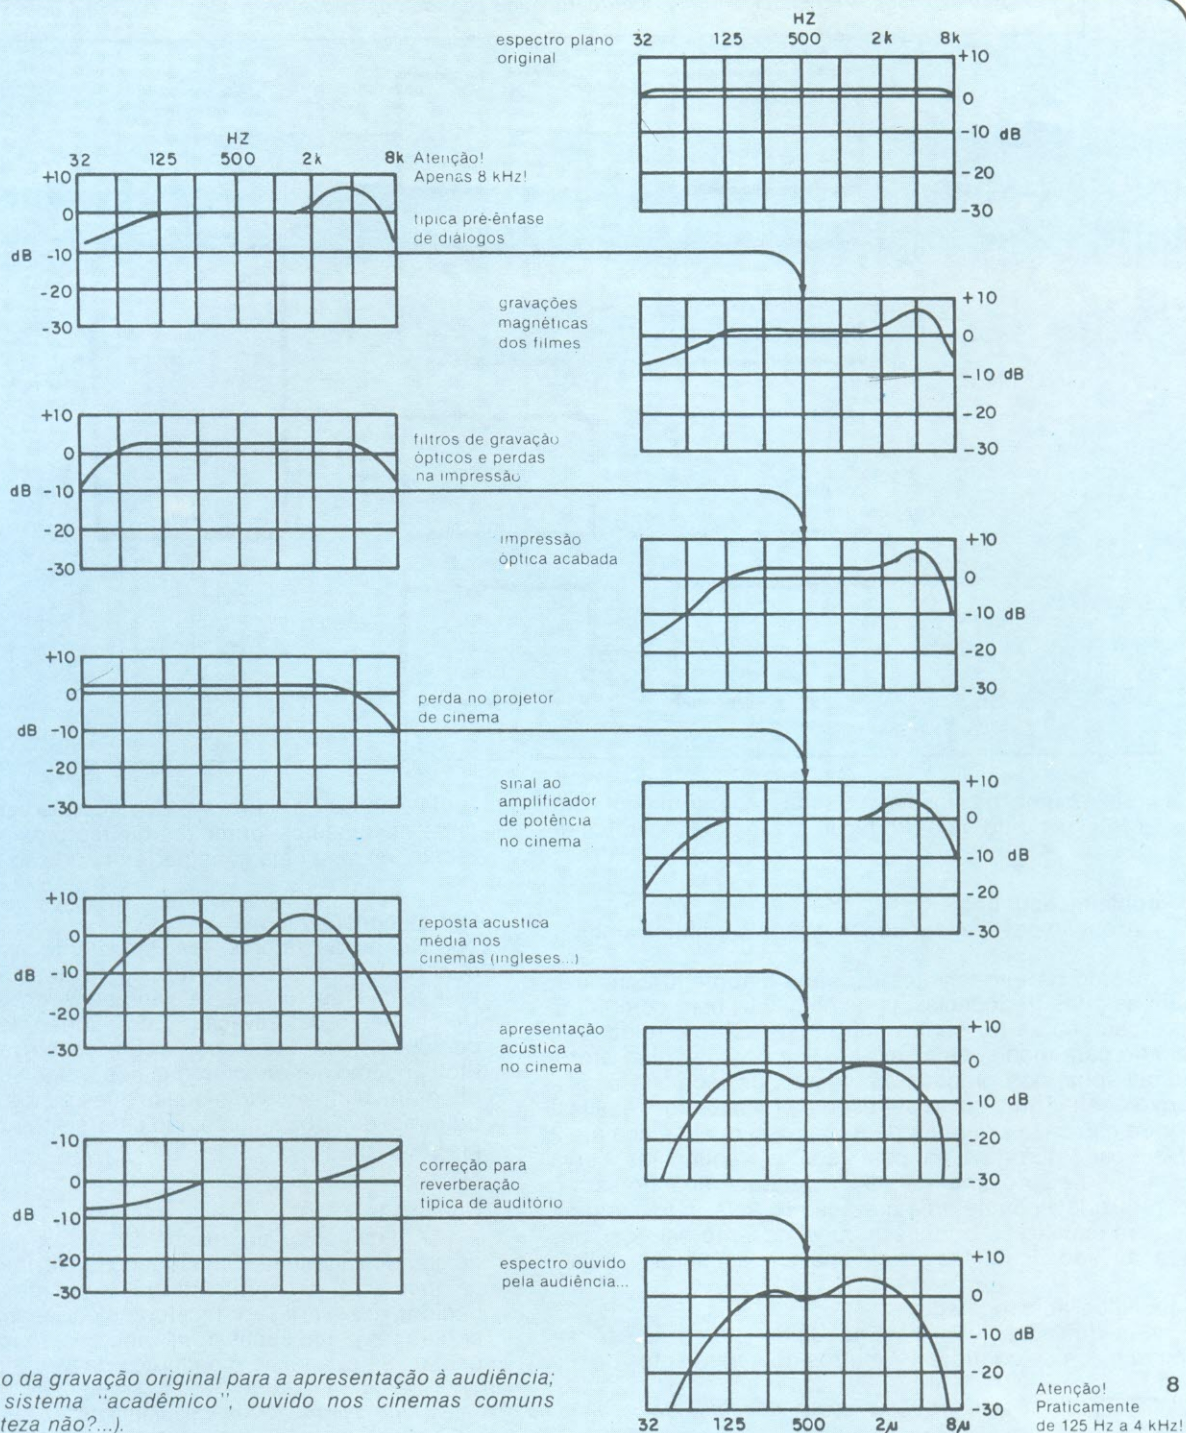 HZ
32 125 500 2k 8k
espectro plano
original
+10
0
-10 dB
-20
-30
HZ
32 125 500 2k 8k
Atenção!
Apenas 8 kHz!
+10
0
dB -10
-20
-30
típica pré-ênfase
de diálogos
gravações
magnéticas
dos filmes
+10
0
-10 dB
-20
-30
+10
0
dB -10
-20
-30
filtros de gravação
ópticos e perdas
na impressão
impressão
óptica acabada
+10
0
-10 dB
-20
-30
+10
0
dB -10
-20
-30
perda no projetor
de cinema
sinal ao
amplificador
de potência
no cinema
+10
0
-10 dB
-20
-30
+10
0
dB -10
-20
-30
reposta acustica
média nos
cinemas (ingleses...)
apresentação
acústica
no cinema
+10
0
-10 dB
-20
-30
-10
0
dB -10
-20
-30
correção para
reverberação
típica de auditório
espectro ouvido
pela audiência...
+10
0
-10 dB
-20
-30
32 125 500 2µ 8µ
Atenção! 8
Praticamente
de 125 Hz a 4 kHz!
o da gravação original para a apresentação à audiência;
sistema "acadêmico", ouvido nos cinemas comuns
teza não?...).